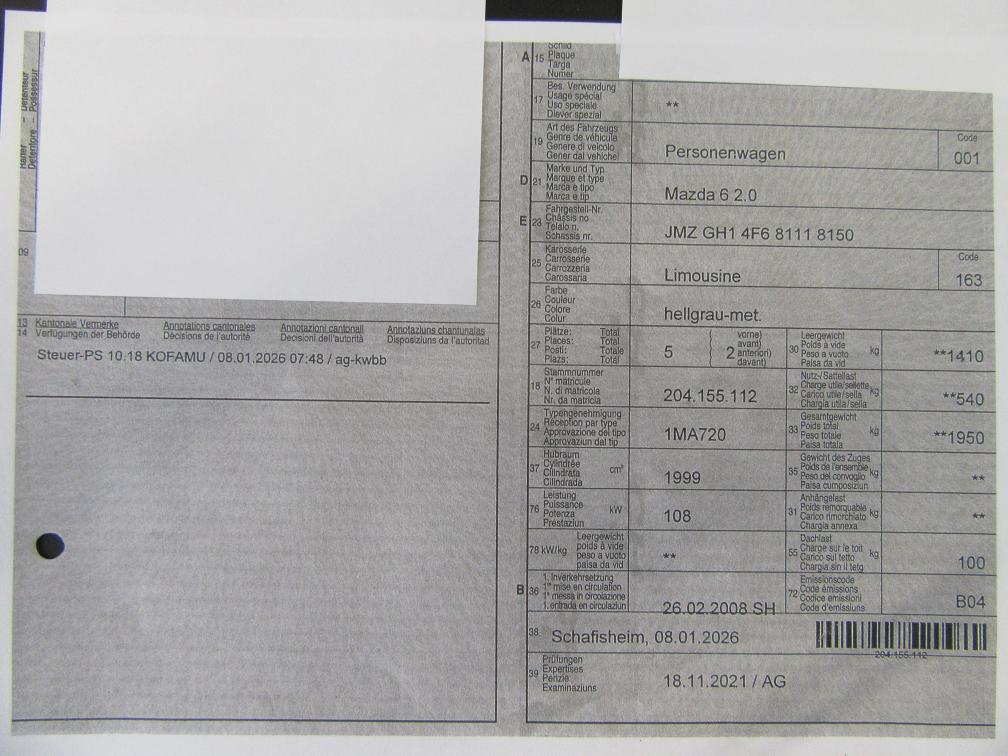 Halter – Détenteur
Detentore – Possessur
09
13 Kantonale Vermerke Annotations cantonales Annotazioni cantonali Annotaziuns chantunalas
14 Verfügungen der Behörde Décisions de l'autorité Decisioni dell'autorità Disposiziuns da l'autoritad
Steuer-PS 10.18 KOFAMU / 08.01.2026 07:48 / ag-kwbb
A 15 Schild
Plaque
Targa
Numer
17 Bes. Verwendung
Usage spécial
Uso speciale
Diever spezial
**
19 Art des Fahrzeugs
Genre de véhicule
Genere di veicolo
Gener dal vehichel
Personenwagen
Code
001
D 21 Marke und Typ
Marque et type
Marca e tipo
Marca e tip
Mazda 6 2.0
E 23 Fahrgestell-Nr.
Châssis no
Telaio n.
Schassis nr.
JMZ GH1 4F6 8111 8150
25 Karosserie
Carrosserie
Carrozzeria
Carossaria
Limousine
Code
163
26 Farbe
Couleur
Colore
Colur
hellgrau-met.
27 Plätze: Total
Places: Total
Posti: Totale
Plazs: Total
5
2
vorne)
avant)
anteriori)
davant)
30 Leergewicht
Poids à vide
Peso a vuoto
Paisa da vid
kg
**1410
18 Stammnummer
N° matricule
N. di matricola
Nr. da matricla
204.155.112
32 Nutz-/Sattellast
Charge utile/sellette
Carico utile/sella
Chargia utila/sella
kg
**540
24 Typengenehmigung
Réception par type
Approvazione del tipo
Approvaziun dal tip
1MA720
33 Gesamtgewicht
Poids total
Peso totale
Paisa totala
kg
**1950
37 Hubraum
Cylindrée
Cilindrata
Cilindrada
cm³
1999
35 Gewicht des Zuges
Poids de l'ensemble
Peso del convoglio
Paisa cumposiziun
kg
**
76 Leistung
Puissance
Potenza
Prestaziun
kW
108
31 Anhängelast
Poids remorquable
Carico rimorchiato
Chargia annexa
kg
**
78 kW/kg
Leergewicht
poids à vide
peso a vuoto
paisa da vid
**
55 Dachlast
Charge sur le toit
Carico sul tetto
Chargia sin il tetg
kg
100
B 36 1. Inverkehrsetzung
1re mise en circulation
1a messa in circolazione
1. entrada en circulaziun
26.02.2008 SH
72 Emissionscode
Code émissions
Codice emissioni
Code d'emissiuns
B04
38. Schafisheim, 08.01.2026
204.155.112
39 Prüfungen
Expertises
Perizie
Examinaziuns
18.11.2021 / AG